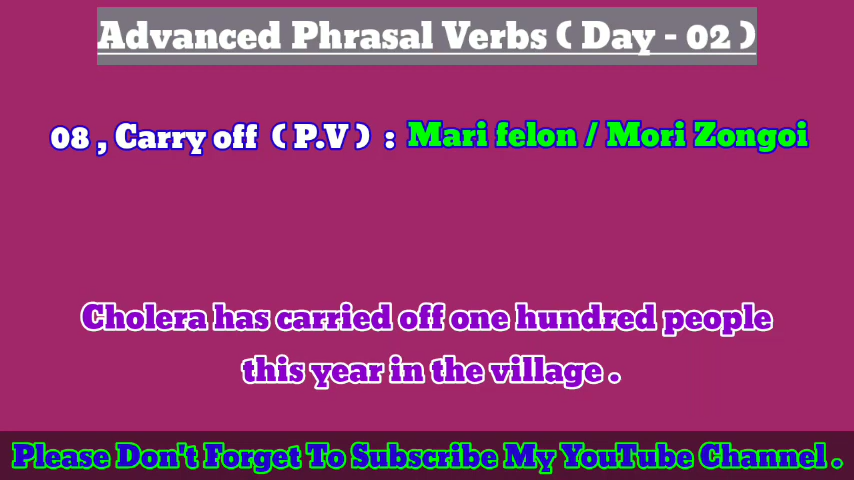 Advanced Phrasal Verbs ( Day - 02 )
08 , Carry off ( P.V ) : Mari felon / Mori Zongoi
Cholera has carried off one hundred people
this year in the village .
Please Don't Forget To Subscribe My YouTube Channel .